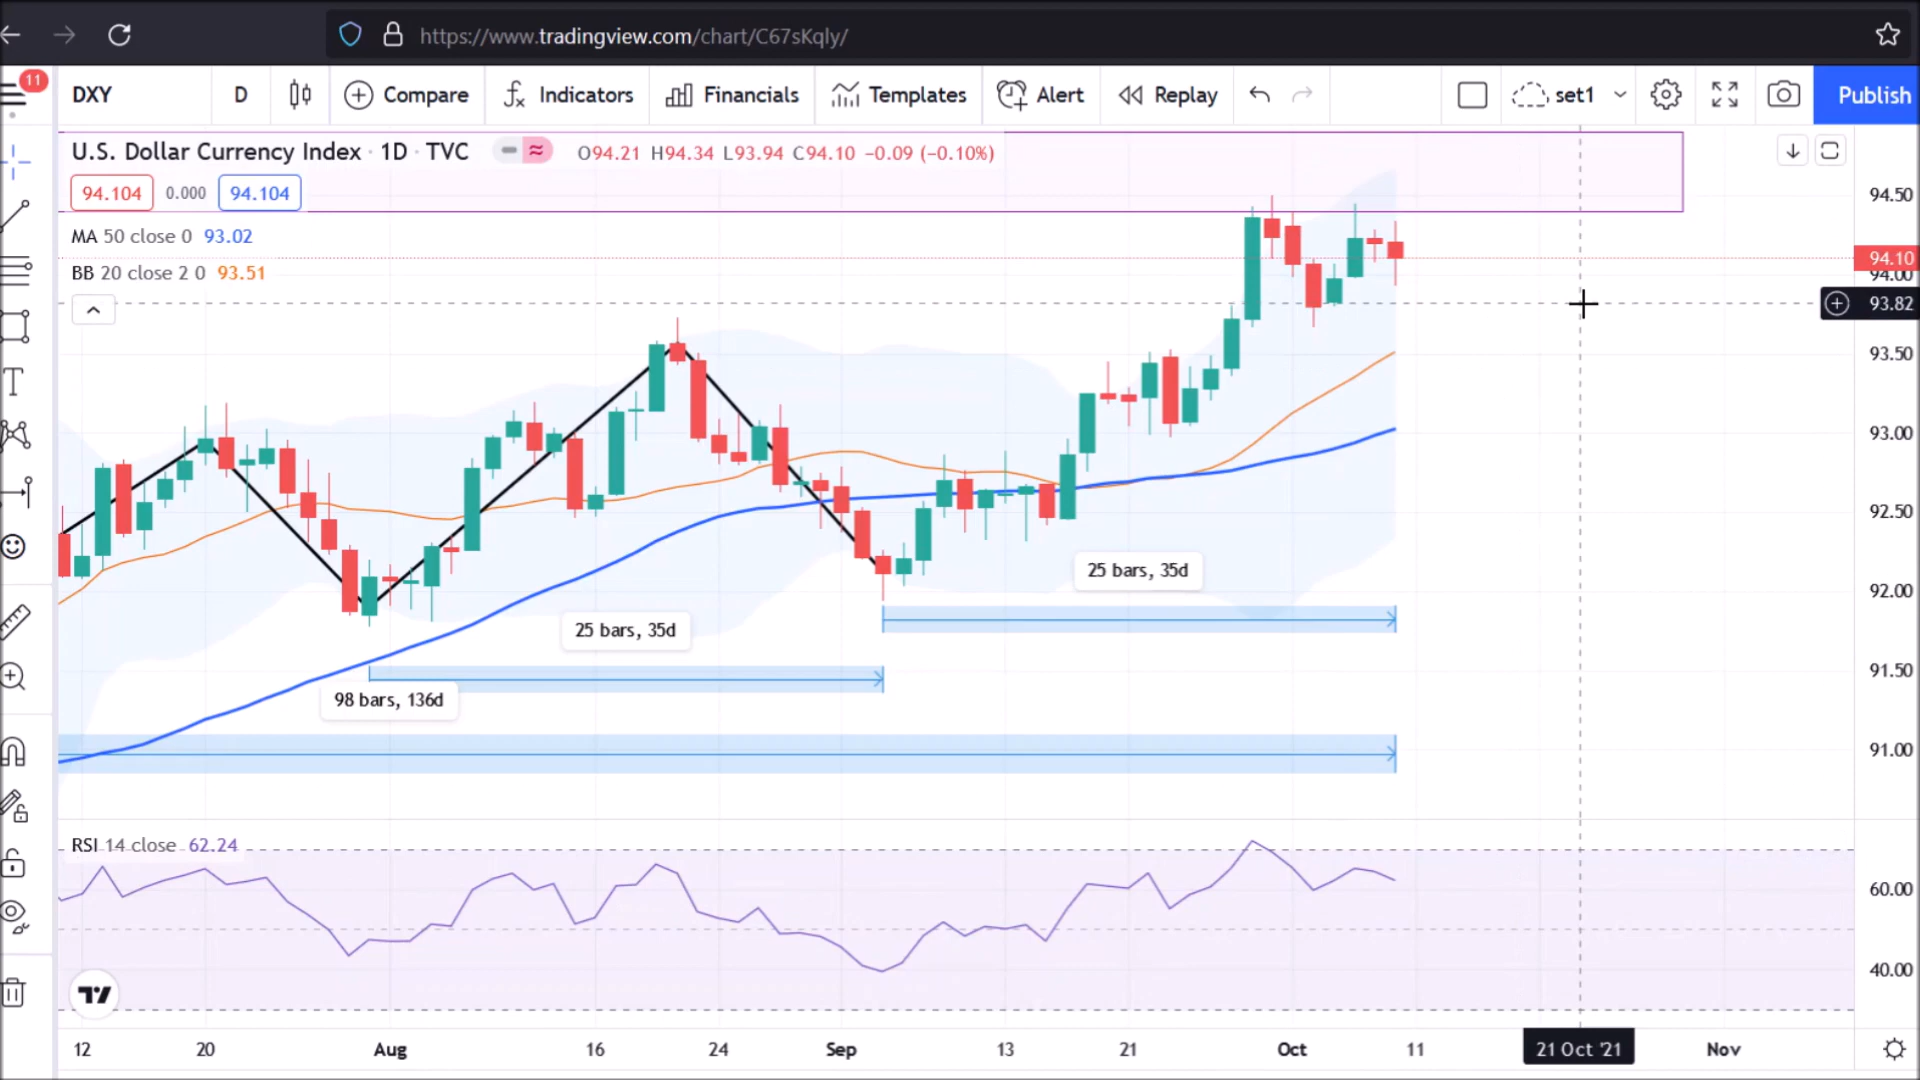 https://www.tradingview.com/chart/C67sKqly/
11
DXY D Compare Indicators Financials Templates Alert Replay set1 Publish
U.S. Dollar Currency Index · 1D · TVC O94.21 H94.34 L93.94 C94.10 −0.09 (−0.10%)
94.104 0.000 94.104
MA 50 close 0 93.02
BB 20 close 2 0 93.51
94.50
94.10
94.00
93.82
93.50
93.00
92.50
92.00
91.50
91.00
25 bars, 35d
25 bars, 35d
98 bars, 136d
RSI 14 close 62.24
60.00
40.00
12 20 Aug 16 24 Sep 13 21 Oct 11 21 Oct '21 Nov